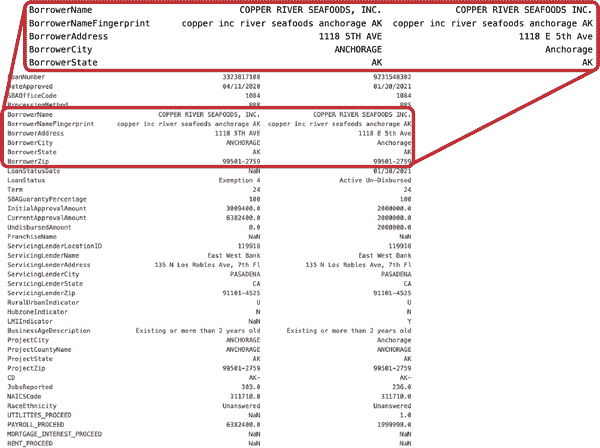 BorrowerName COPPER RIVER SEAFOODS, INC. COPPER RIVER SEAFOODS INC.
BorrowerNameFingerprint copper inc river seafoods anchorage AK copper inc river seafoods anchorage AK
BorrowerAddress 1118 5TH AVE 1118 E 5th Ave
BorrowerCity ANCHORAGE Anchorage
BorrowerState AK AK
LoanNumber 3323817108 9231548302
DateApproved 04/11/2020 01/30/2021
SBAOfficeCode 1084 1084
ProcessingMethod PPP PPS
BorrowerName COPPER RIVER SEAFOODS, INC. COPPER RIVER SEAFOODS INC.
BorrowerNameFingerprint copper inc river seafoods anchorage AK copper inc river seafoods anchorage AK
BorrowerAddress 1118 5TH AVE 1118 E 5th Ave
BorrowerCity ANCHORAGE Anchorage
BorrowerState AK AK
BorrowerZip 99501-2759 99501-2759
LoanStatusDate NaN 01/30/2021
LoanStatus Exemption 4 Active Un-Disbursed
Term 24 24
SBAGuarantyPercentage 100 100
InitialApprovalAmount 3009400.0 2000000.0
CurrentApprovalAmount 6382400.0 2000000.0
UndisbursedAmount 0.0 2000000.0
FranchiseName NaN NaN
ServicingLenderLocationID 119918 119918
ServicingLenderName East West Bank East West Bank
ServicingLenderAddress 135 N Los Robles Ave, 7th Fl 135 N Los Robles Ave, 7th Fl
ServicingLenderCity PASADENA PASADENA
ServicingLenderState CA CA
ServicingLenderZip 91101-4525 91101-4525
RuralUrbanIndicator U U
HubzoneIndicator N N
LMIIndicator NaN Y
BusinessAgeDescription Existing or more than 2 years old Existing or more than 2 years old
ProjectCity ANCHORAGE Anchorage
ProjectCountyName ANCHORAGE ANCHORAGE
ProjectState AK AK
ProjectZip 99501-2759 99501-2759
CD AK- AK-
JobsReported 303.0 236.0
NAICSCode 311710.0 311710.0
RaceEthnicity Unanswered Unanswered
UTILITIES_PROCEED NaN 1.0
PAYROLL_PROCEED 6382400.0 1999998.0
MORTGAGE_INTEREST_PROCEED NaN NaN
RENT_PROCEED NaN NaN